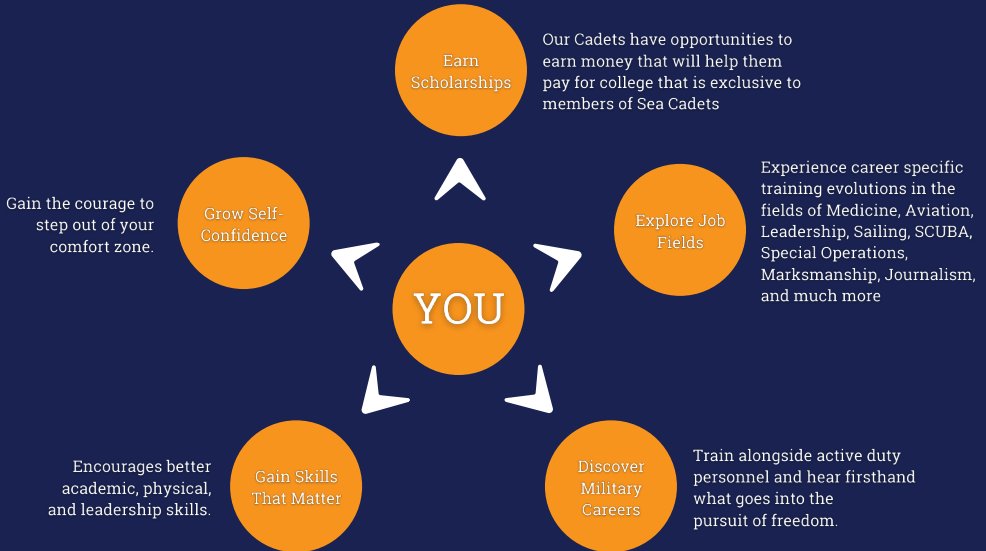 Earn
Scholarships
Our Cadets have opportunities to
earn money that will help them
pay for college that is exclusive to
members of Sea Cadets
Gain the courage to
step out of your
comfort zone.
Grow Self-
Confidence
Explore Job
Fields
Experience career specific
training evolutions in the
fields of Medicine, Aviation,
Leadership, Sailing, SCUBA,
Special Operations,
Marksmanship, Journalism,
and much more
YOU
Encourages better
academic, physical,
and leadership skills.
Gain Skills
That Matter
Discover
Military
Careers
Train alongside active duty
personnel and hear firsthand
what goes into the
pursuit of freedom.